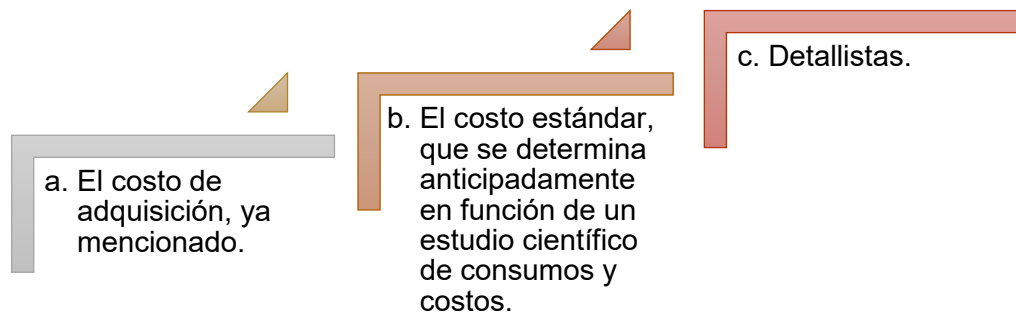 a. El costo de
adquisición, ya
mencionado.
b. El costo estándar,
que se determina
anticipadamente
en función de un
estudio científico
de consumos y
costos.
c. Detallistas.